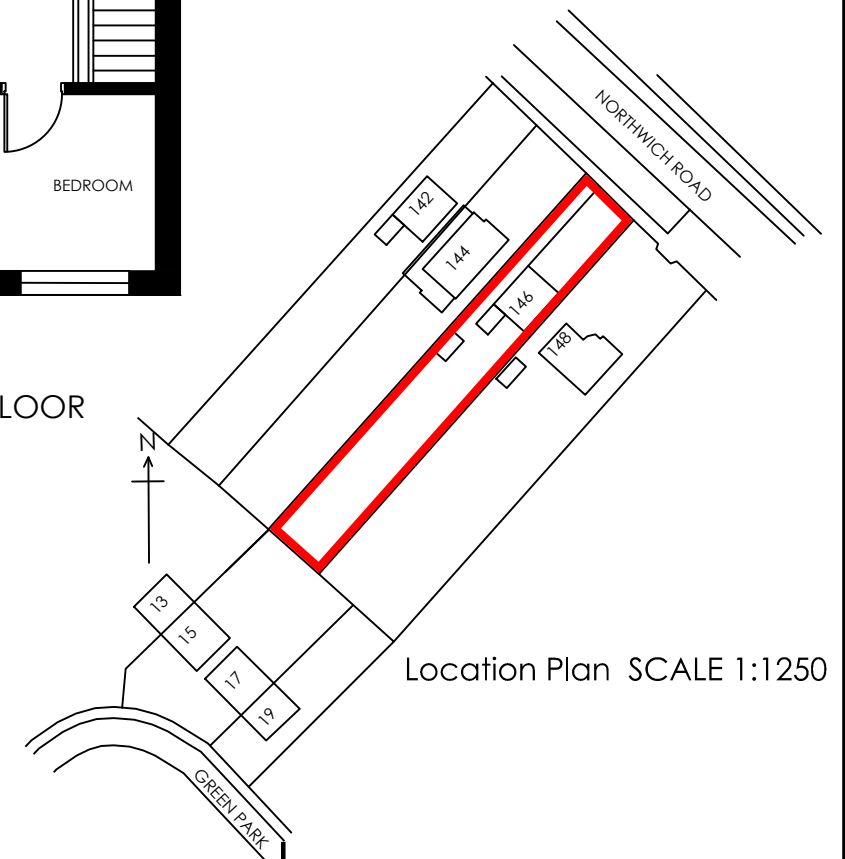 BEDROOM
LOOR
N
NORTHWICH ROAD
142
144
146
148
13
15
17
19
Location Plan SCALE 1:1250
GREEN PARK